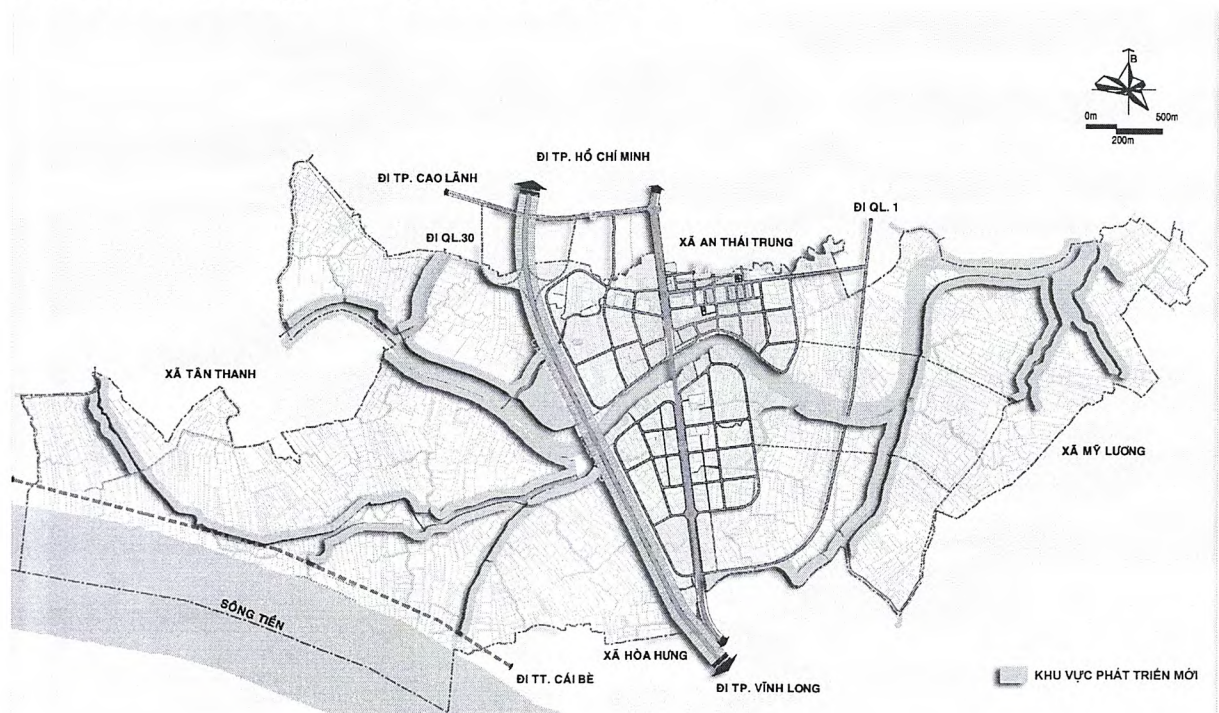 B
0m 500m
200m
ĐI TP. HỒ CHÍ MINH
ĐI TP. CAO LÃNH
ĐI QL. 1
ĐI QL.30
XÃ AN THÁI TRUNG
XÃ TÂN THANH
XÃ MỸ LƯƠNG
SÔNG TIỀN
XÃ HÒA HƯNG
ĐI TT. CÁI BÈ
ĐI TP. VĨNH LONG
KHU VỰC PHÁT TRIỂN MỚI